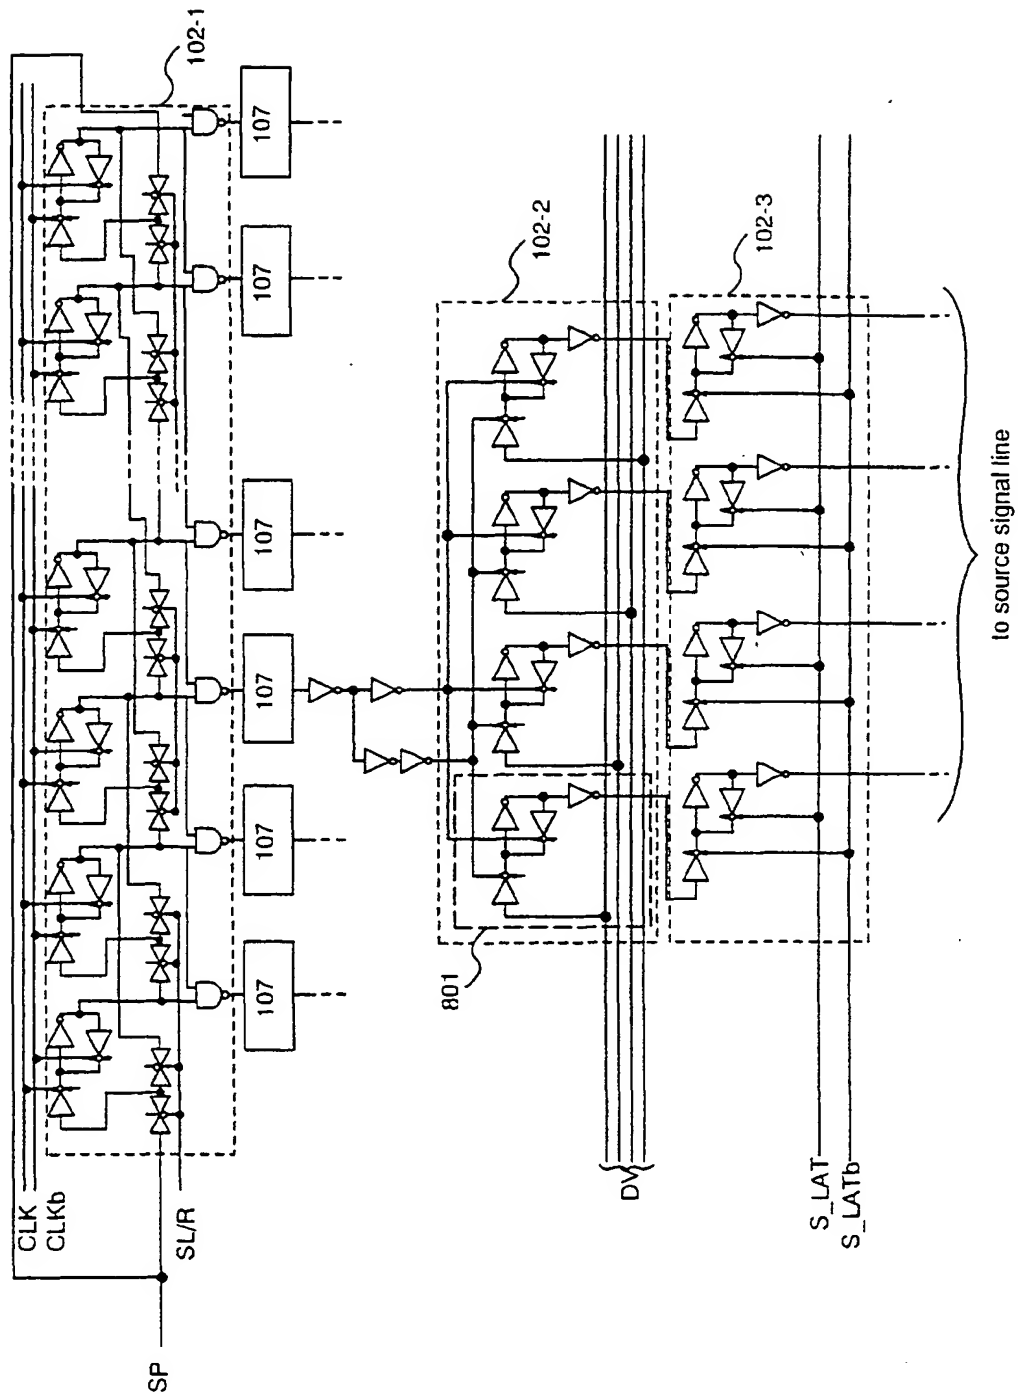 102-1
107
107
107
107
107
107
CLK
CLKb
SL/R
SP
102-2
102-3
801
DV
S_LAT
S_LATb
to source signal line